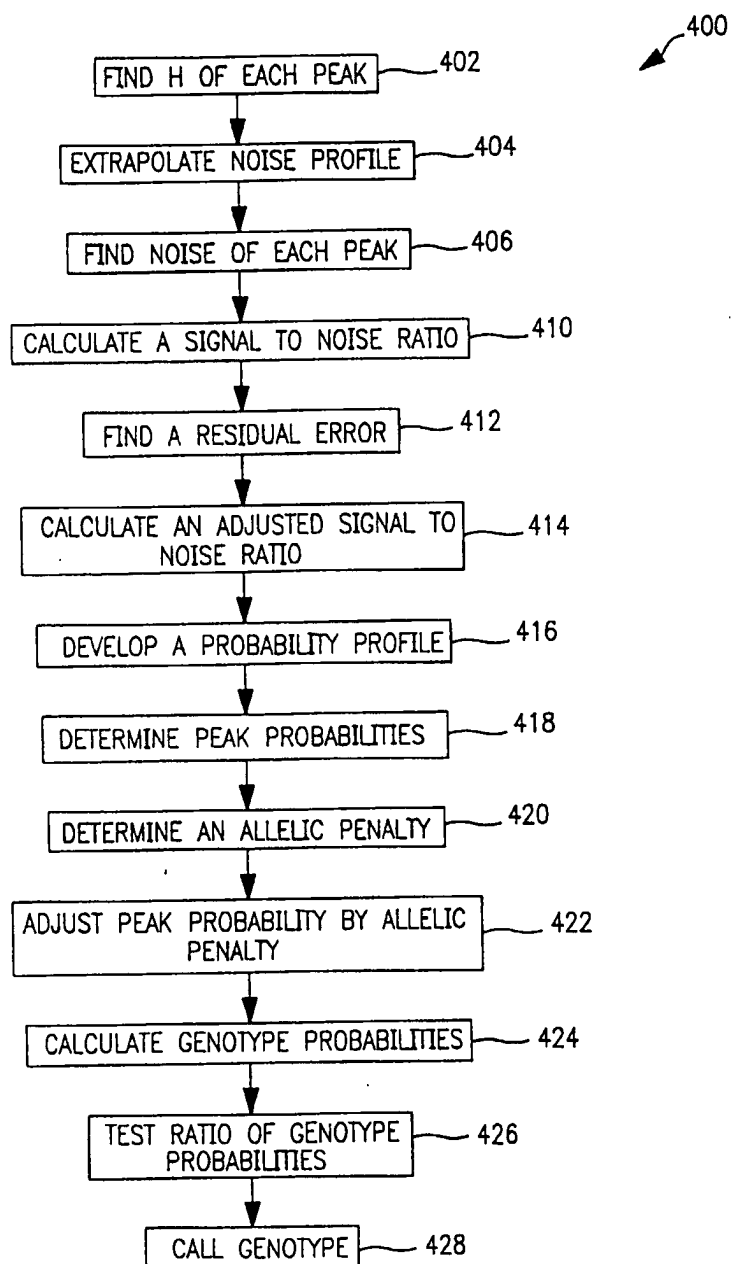 400
FIND H OF EACH PEAK 402
EXTRAPOLATE NOISE PROFILE 404
FIND NOISE OF EACH PEAK 406
CALCULATE A SIGNAL TO NOISE RATIO 410
FIND A RESIDUAL ERROR 412
CALCULATE AN ADJUSTED SIGNAL TO
NOISE RATIO 414
DEVELOP A PROBABILITY PROFILE 416
DETERMINE PEAK PROBABILITIES 418
DETERMINE AN ALLELIC PENALTY 420
ADJUST PEAK PROBABILITY BY ALLELIC
PENALTY 422
CALCULATE GENOTYPE PROBABILITIES 424
TEST RATIO OF GENOTYPE
PROBABILITIES 426
CALL GENOTYPE 428